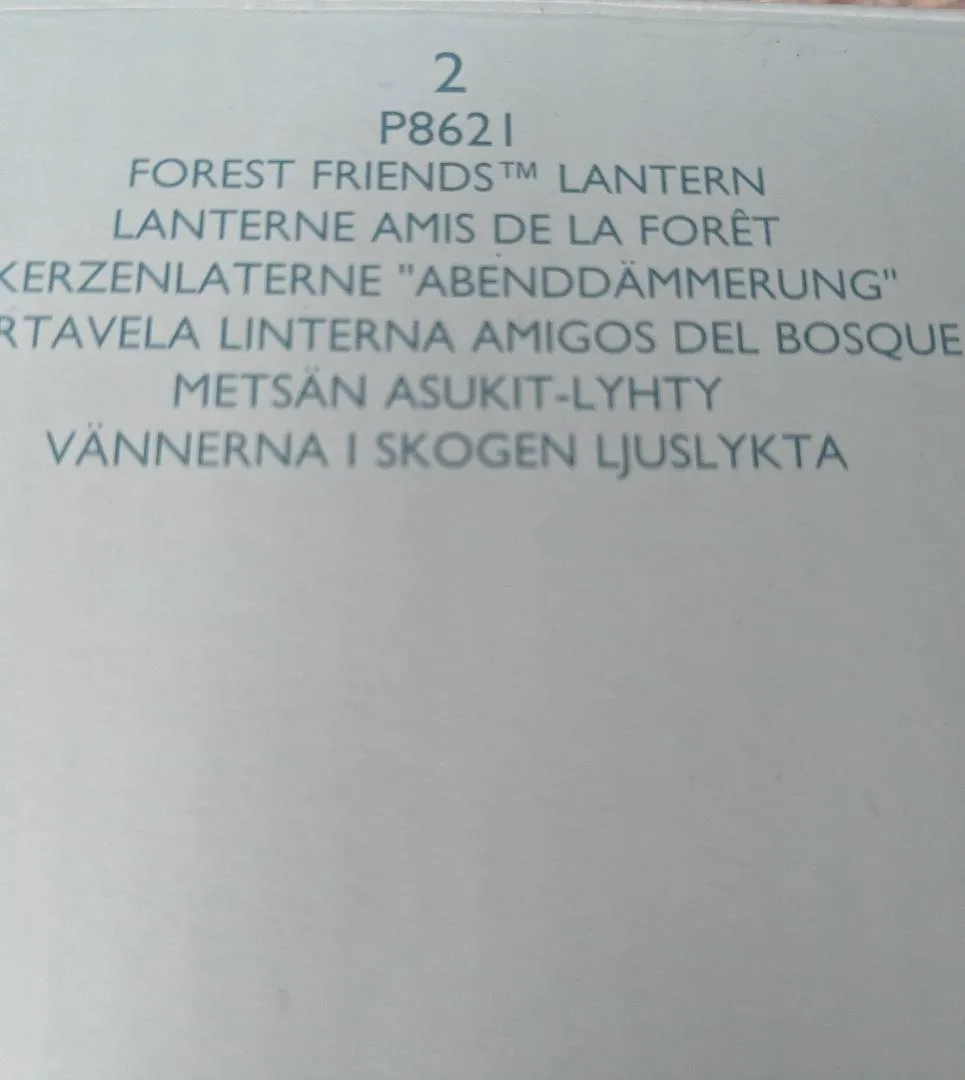 2
P8621
FOREST FRIENDS™ LANTERN
LANTERNE AMIS DE LA FORÊT
KERZENLATERNE "ABENDDÄMMERUNG"
RTAVELA LINTERNA AMIGOS DEL BOSQUE
METSÄN ASUKIT-LYHTY
VÄNNERNA I SKOGEN LJUSLYKTA